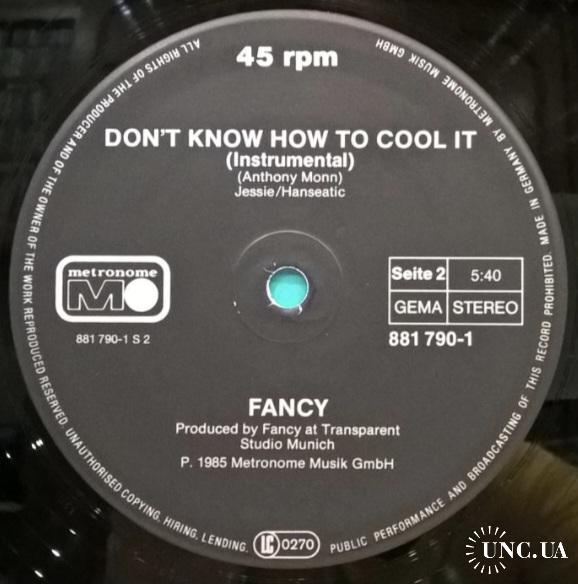 45 rpm
DON'T KNOW HOW TO COOL IT
(Instrumental)
(Anthony Monn)
Jessie/Hanseatic
metronome
MO
881 790-1 S 2
Seite 2 5:40
GEMA STEREO
881 790-1
FANCY
Produced by Fancy at Transparent
Studio Munich
P. 1985 Metronome Musik GmbH
ALL RIGHTS OF THE PRODUCER AND OF THE OWNER OF THE WORK REPRODUCED RESERVED. UNAUTHORISED COPYING, HIRING, LENDING, LC 0270 PUBLIC PERFORMANCE AND BROADCASTING OF THIS RECORD PROHIBITED. MADE IN GERMANY BY METRONOME MUSIK GMBH
UNC.UA